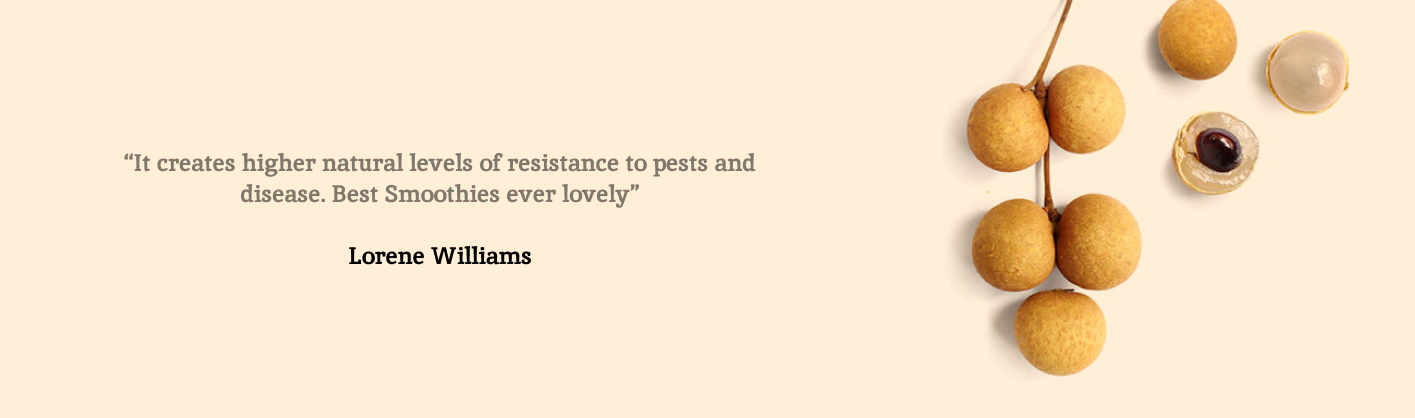 “It creates higher natural levels of resistance to pests and
disease. Best Smoothies ever lovely”
Lorene Williams